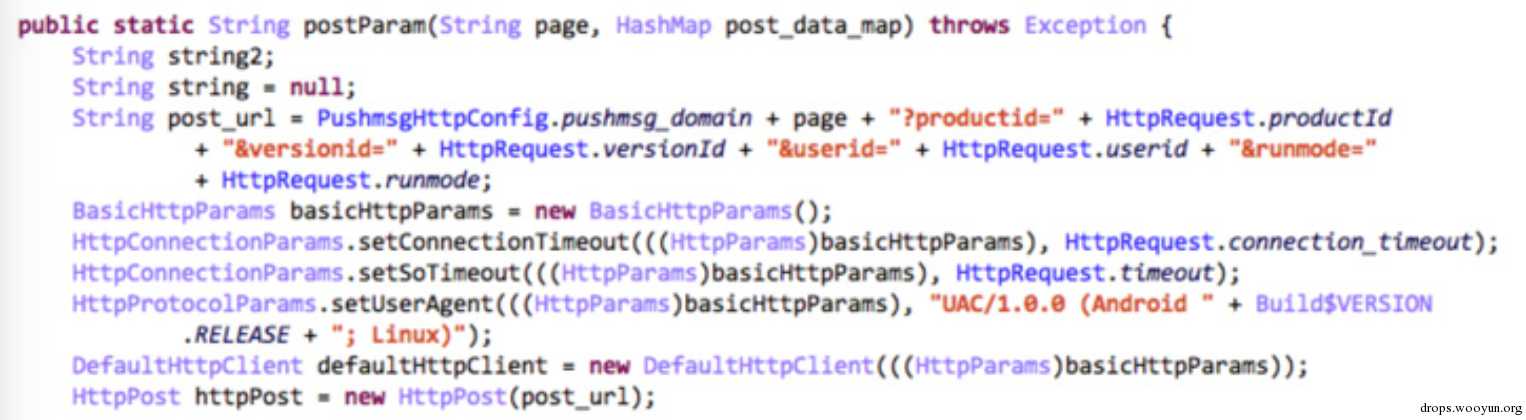 public static String postParam(String page, HashMap post_data_map) throws Exception {
String string2;
String string = null;
String post_url = PushmsgHttpConfig.pushmsg_domain + page + "?productid=" + HttpRequest.productId
+ "&versionid=" + HttpRequest.versionId + "&userid=" + HttpRequest.userid + "&runmode="
+ HttpRequest.runmode;
BasicHttpParams basicHttpParams = new BasicHttpParams();
HttpConnectionParams.setConnectionTimeout(((HttpParams)basicHttpParams), HttpRequest.connection_timeout);
HttpConnectionParams.setSoTimeout(((HttpParams)basicHttpParams), HttpRequest.timeout);
HttpProtocolParams.setUserAgent(((HttpParams)basicHttpParams), "UAC/1.0.0 (Android " + Build$VERSION
.RELEASE + "; Linux)");
DefaultHttpClient defaultHttpClient = new DefaultHttpClient(((HttpParams)basicHttpParams));
HttpPost httpPost = new HttpPost(post_url);
drops.wooyun.org